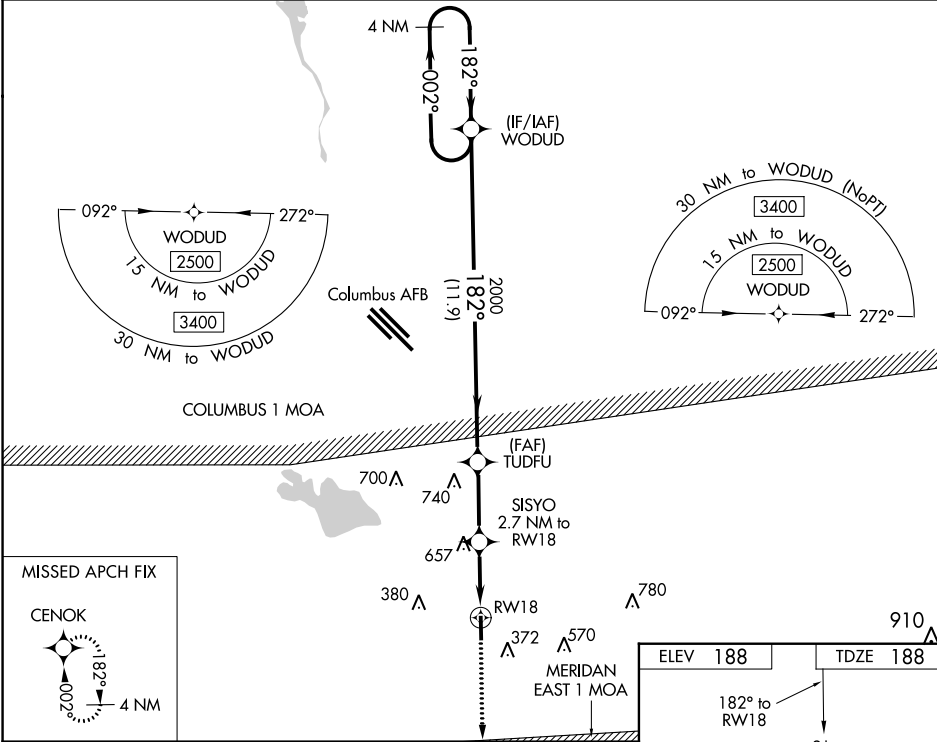 4 NM
002°
182°
(IF/IAF)
WODUD
092°
272°
WODUD
2500
15 NM to WODUD
3400
30 NM to WODUD
Columbus AFB
2000
182°
(11.9)
30 NM to WODUD (NoPT)
3400
15 NM to WODUD
2500
WODUD
092°
272°
COLUMBUS 1 MOA
(FAF)
TUDFU
700
740
SISYO
2.7 NM to
RW18
657
MISSED APCH FIX
CENOK
182°
002°
4 NM
380
RW18
780
372
570
910
MERIDAN
EAST 1 MOA
ELEV 188
TDZE 188
182° to
RW18